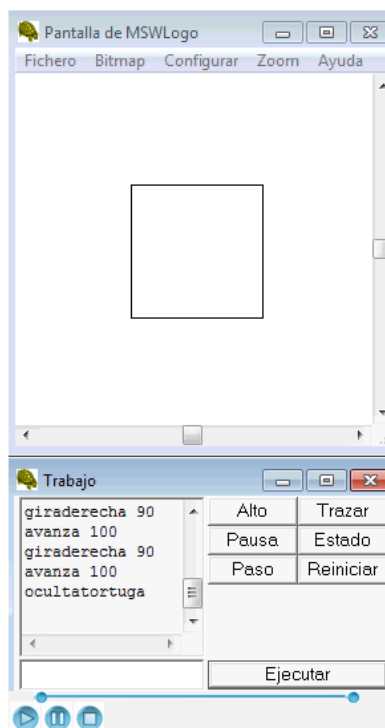 Pantalla de MSWLogo
Fichero Bitmap Configurar Zoom Ayuda
Trabajo
giraderecha 90
avanza 100
giraderecha 90
avanza 100
ocultatortuga
Alto Trazar
Pausa Estado
Paso Reiniciar
Ejecutar